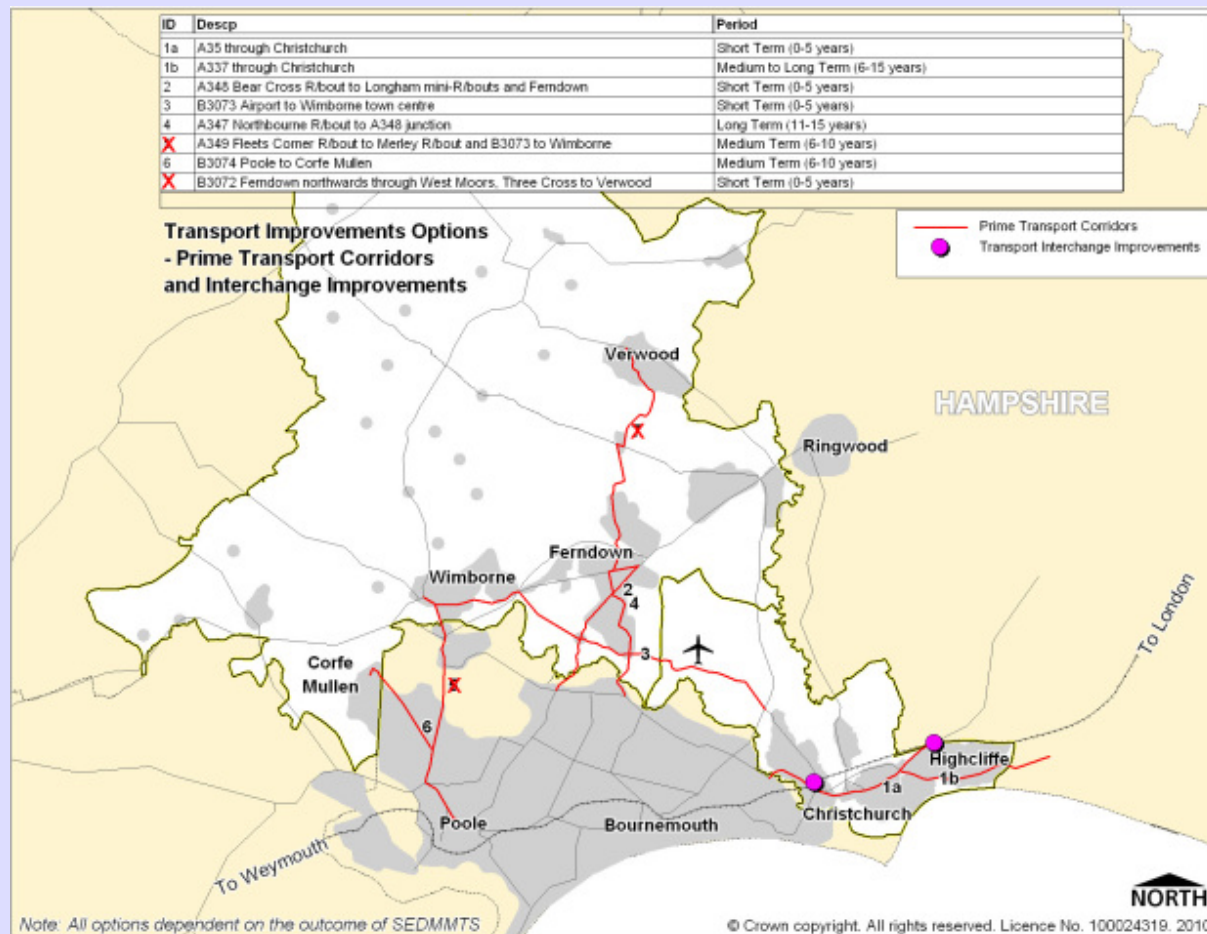 ID Descp Period
1a A35 through Christchurch Short Term (0-5 years)
1b A337 through Christchurch Medium to Long Term (6-15 years)
2 A348 Bear Cross R/bout to Longham mini-R/bouts and Ferndown Short Term (0-5 years)
3 B3073 Airport to Wimborne town centre Short Term (0-5 years)
4 A347 Northbourne R/bout to A348 junction Long Term (11-15 years)
X A349 Fleets Corner R/bout to Merley R/bout and B3073 to Wimborne Medium Term (6-10 years)
6 B3074 Poole to Corfe Mullen Medium Term (6-10 years)
X B3072 Ferndown northwards through West Moors, Three Cross to Verwood Short Term (0-5 years)
Transport Improvements Options
- Prime Transport Corridors
and Interchange Improvements
Prime Transport Corridors
Transport Interchange Improvements
Verwood
HAMPSHIRE
X
Ringwood
Ferndown
Wimborne
2
4
3
To London
Corfe
Mullen
X
6
Highcliffe
1a
1b
Christchurch
Poole
Bournemouth
To Weymouth
NORTH
Note: All options dependent on the outcome of SEDMMTS
© Crown copyright. All rights reserved. Licence No. 100024319. 2010